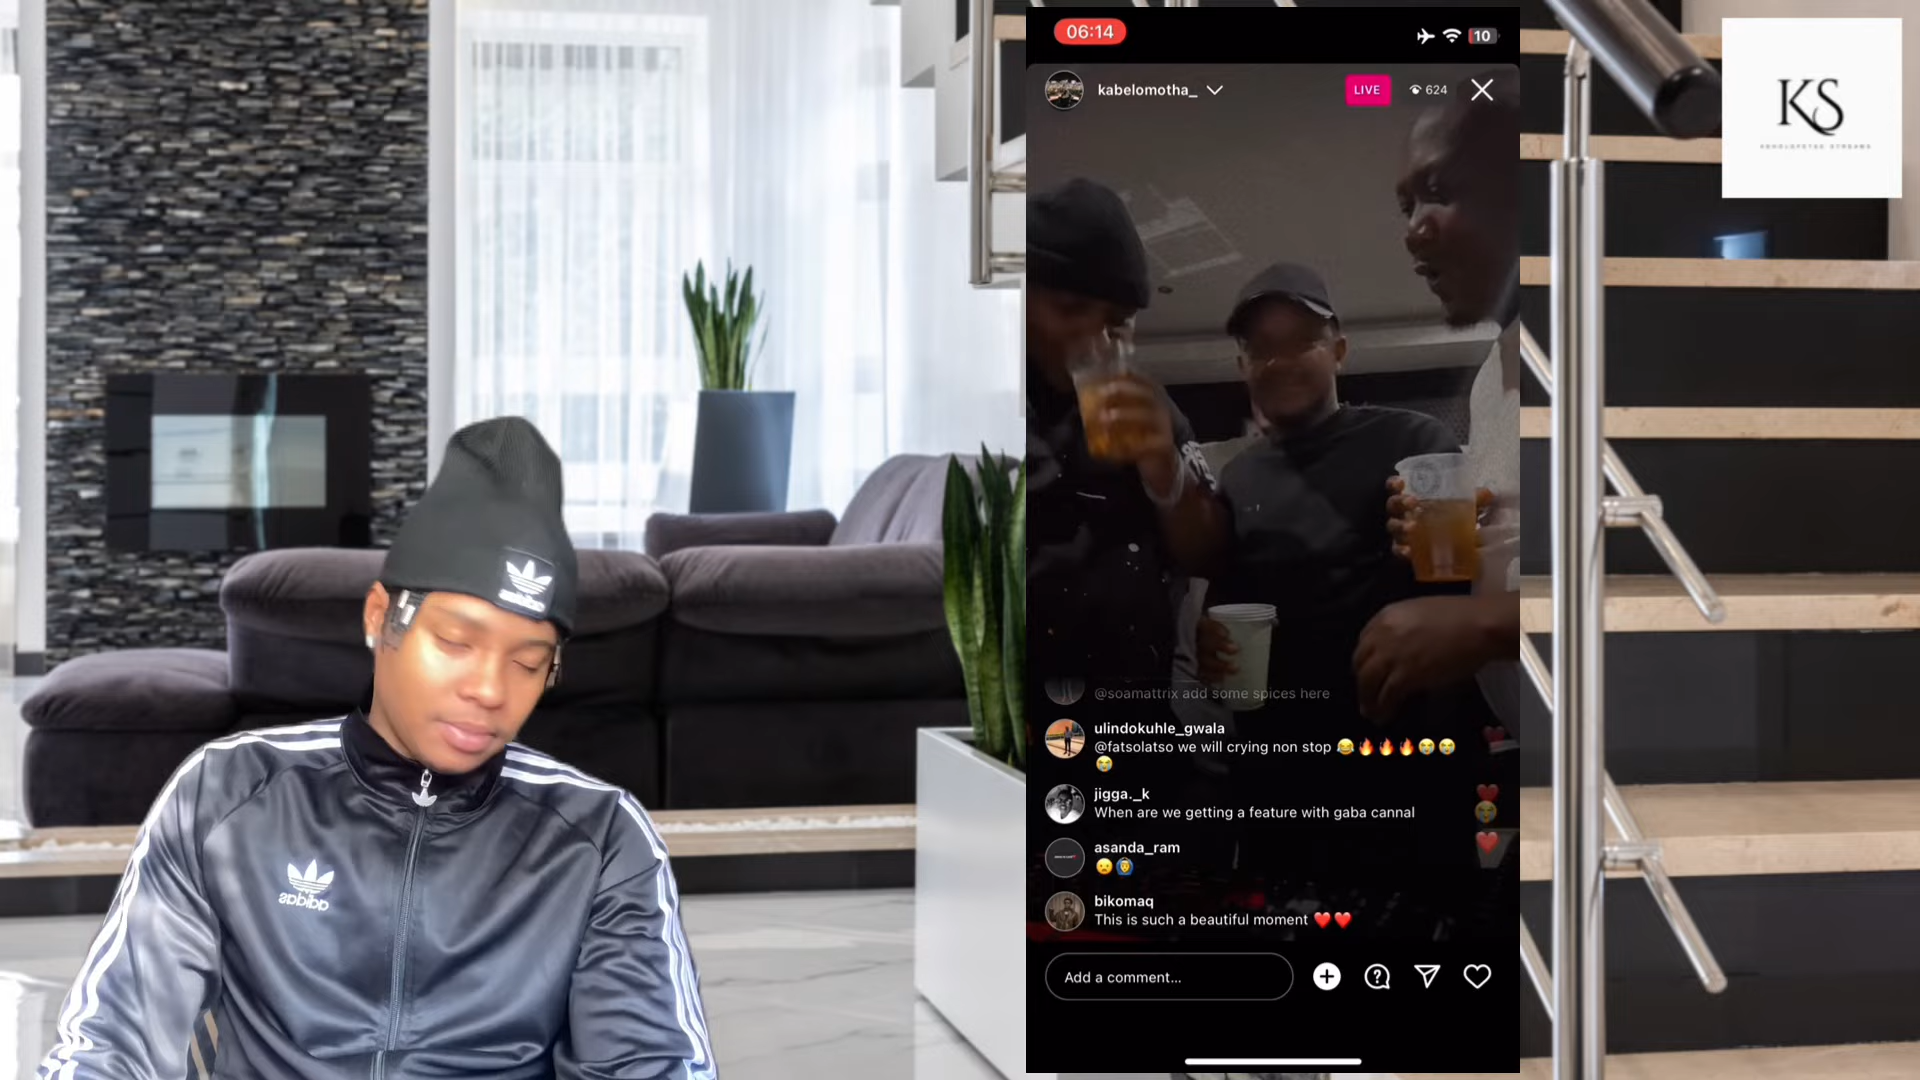 06:14
10
kabelomotha_
LIVE
624
KS
@soamattrix add some spices here
ulindokuhle_gwala
@fatsolatso we will crying non stop 😂🔥🔥🔥😭😭
😭
jigga._k
When are we getting a feature with gaba cannal
asanda_ram
😦🙆‍♂️
bikomaq
This is such a beautiful moment ❤️❤️
Add a comment...
adidas